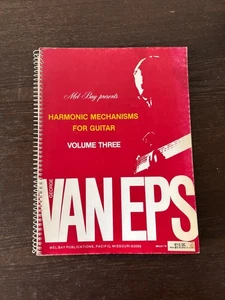 Mel Bay presents
HARMONIC MECHANISMS
FOR GUITAR
VOLUME THREE
GEORGE
VAN EPS
MEL BAY PUBLICATIONS, PACIFIC, MISSOURI 63069